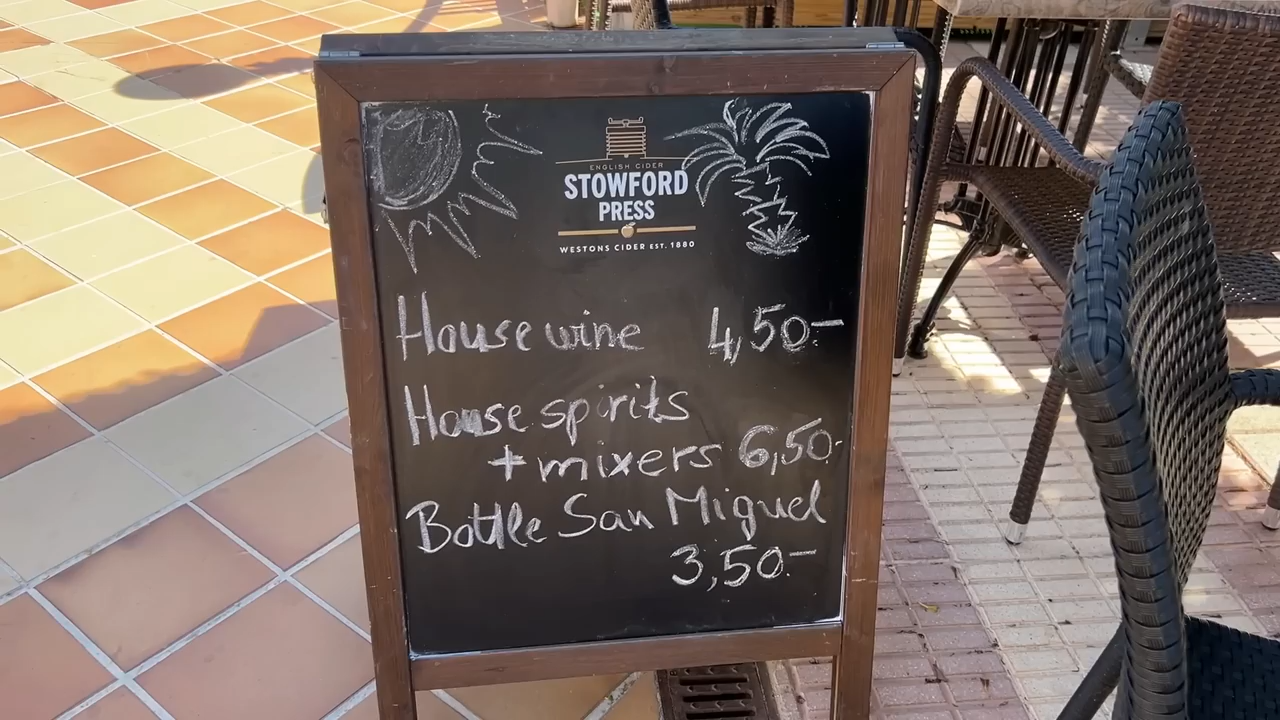 ENGLISH CIDER
STOWFORD
PRESS
WESTONS CIDER EST. 1880
House wine 4,50.-
House spirits
+ mixers 6,50.-
Bottle San Miguel
3,50.-